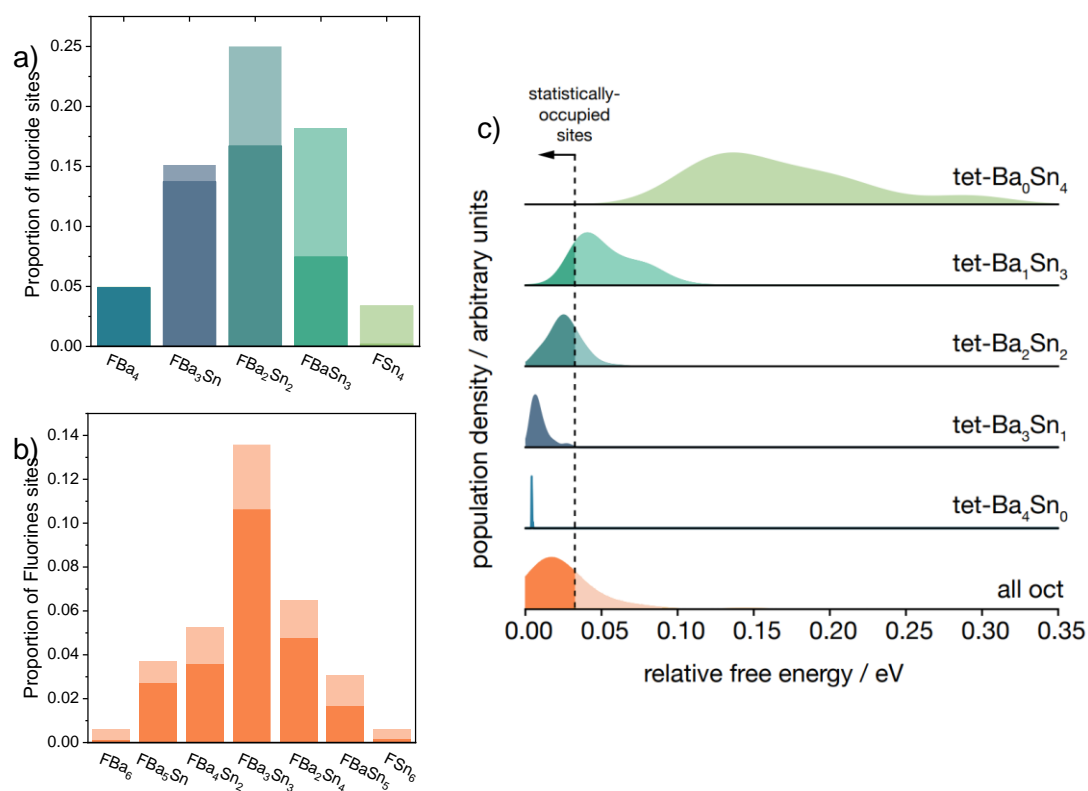 a)
Proportion of fluoride sites
0.25
0.20
0.15
0.10
0.05
0.00
FBa₄
FBa₃Sn
FBa₂Sn₂
FBaSn₃
FSn₄
b)
Proportion of Fluorines sites
0.14
0.12
0.10
0.08
0.06
0.04
0.02
0.00
FBa₆
FBa₅Sn
FBa₄Sn₂
FBa₃Sn₃
FBa₂Sn₄
FBaSn₅
FSn₆
c)
statistically-
occupied
sites
population density / arbitrary units
tet-Ba₀Sn₄
tet-Ba₁Sn₃
tet-Ba₂Sn₂
tet-Ba₃Sn₁
tet-Ba₄Sn₀
all oct
0.00 0.05 0.10 0.15 0.20 0.25 0.30 0.35
relative free energy / eV